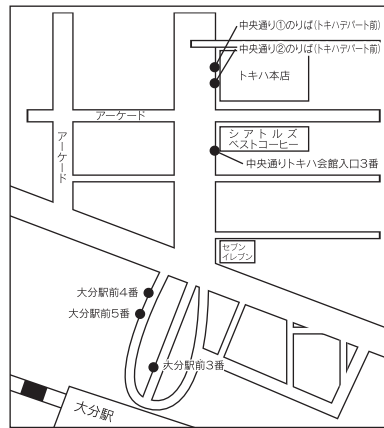 中央通り①のりば(トキハデパート前)
中央通り②のりば(トキハデパート前)
トキハ本店
アーケード
アーケード
シアトルズ
ベストコーヒー
中央通りトキハ会館入口3番
セブン
イレブン
大分駅前4番
大分駅前5番
大分駅前3番
大分駅